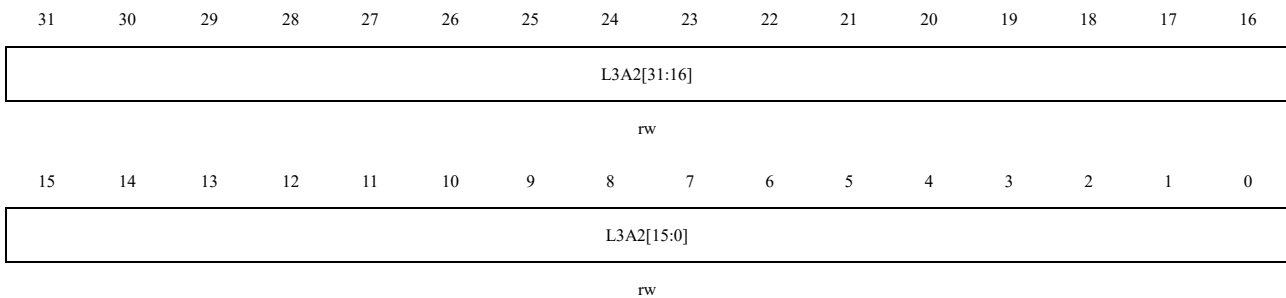 31 30 29 28 27 26 25 24 23 22 21 20 19 18 17 16
L3A2[31:16]
rw
15 14 13 12 11 10 9 8 7 6 5 4 3 2 1 0
L3A2[15:0]
rw